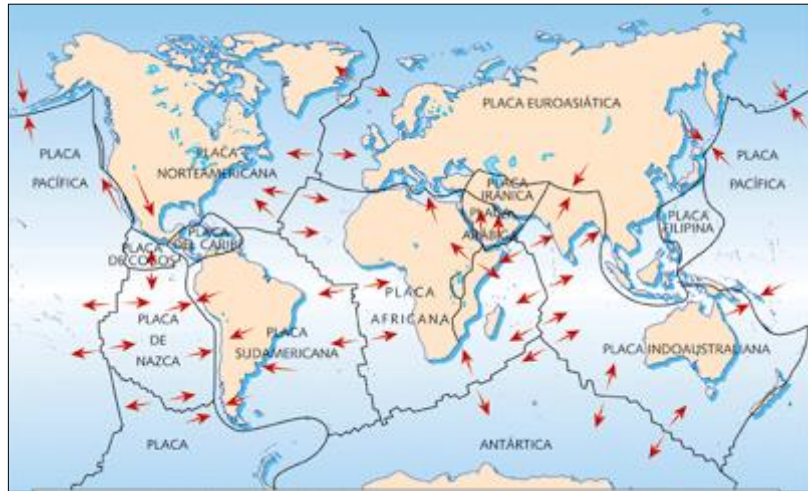 PLACA EUROASIÁTICA
PLACA
PACÍFICA
PLACA
NORTEAMERICANA
PLACA
PACÍFICA
PLACA
IRÁNICA
PLACA
ARÁBICA
PLACA
FILIPINA
PLACA
DEL CARIBE
PLACA
DE COCOS
PLACA
AFRICANA
PLACA
DE
NAZCA
PLACA
SUDAMERICANA
PLACA INDOAUSTRALIANA
PLACA
ANTÁRTICA